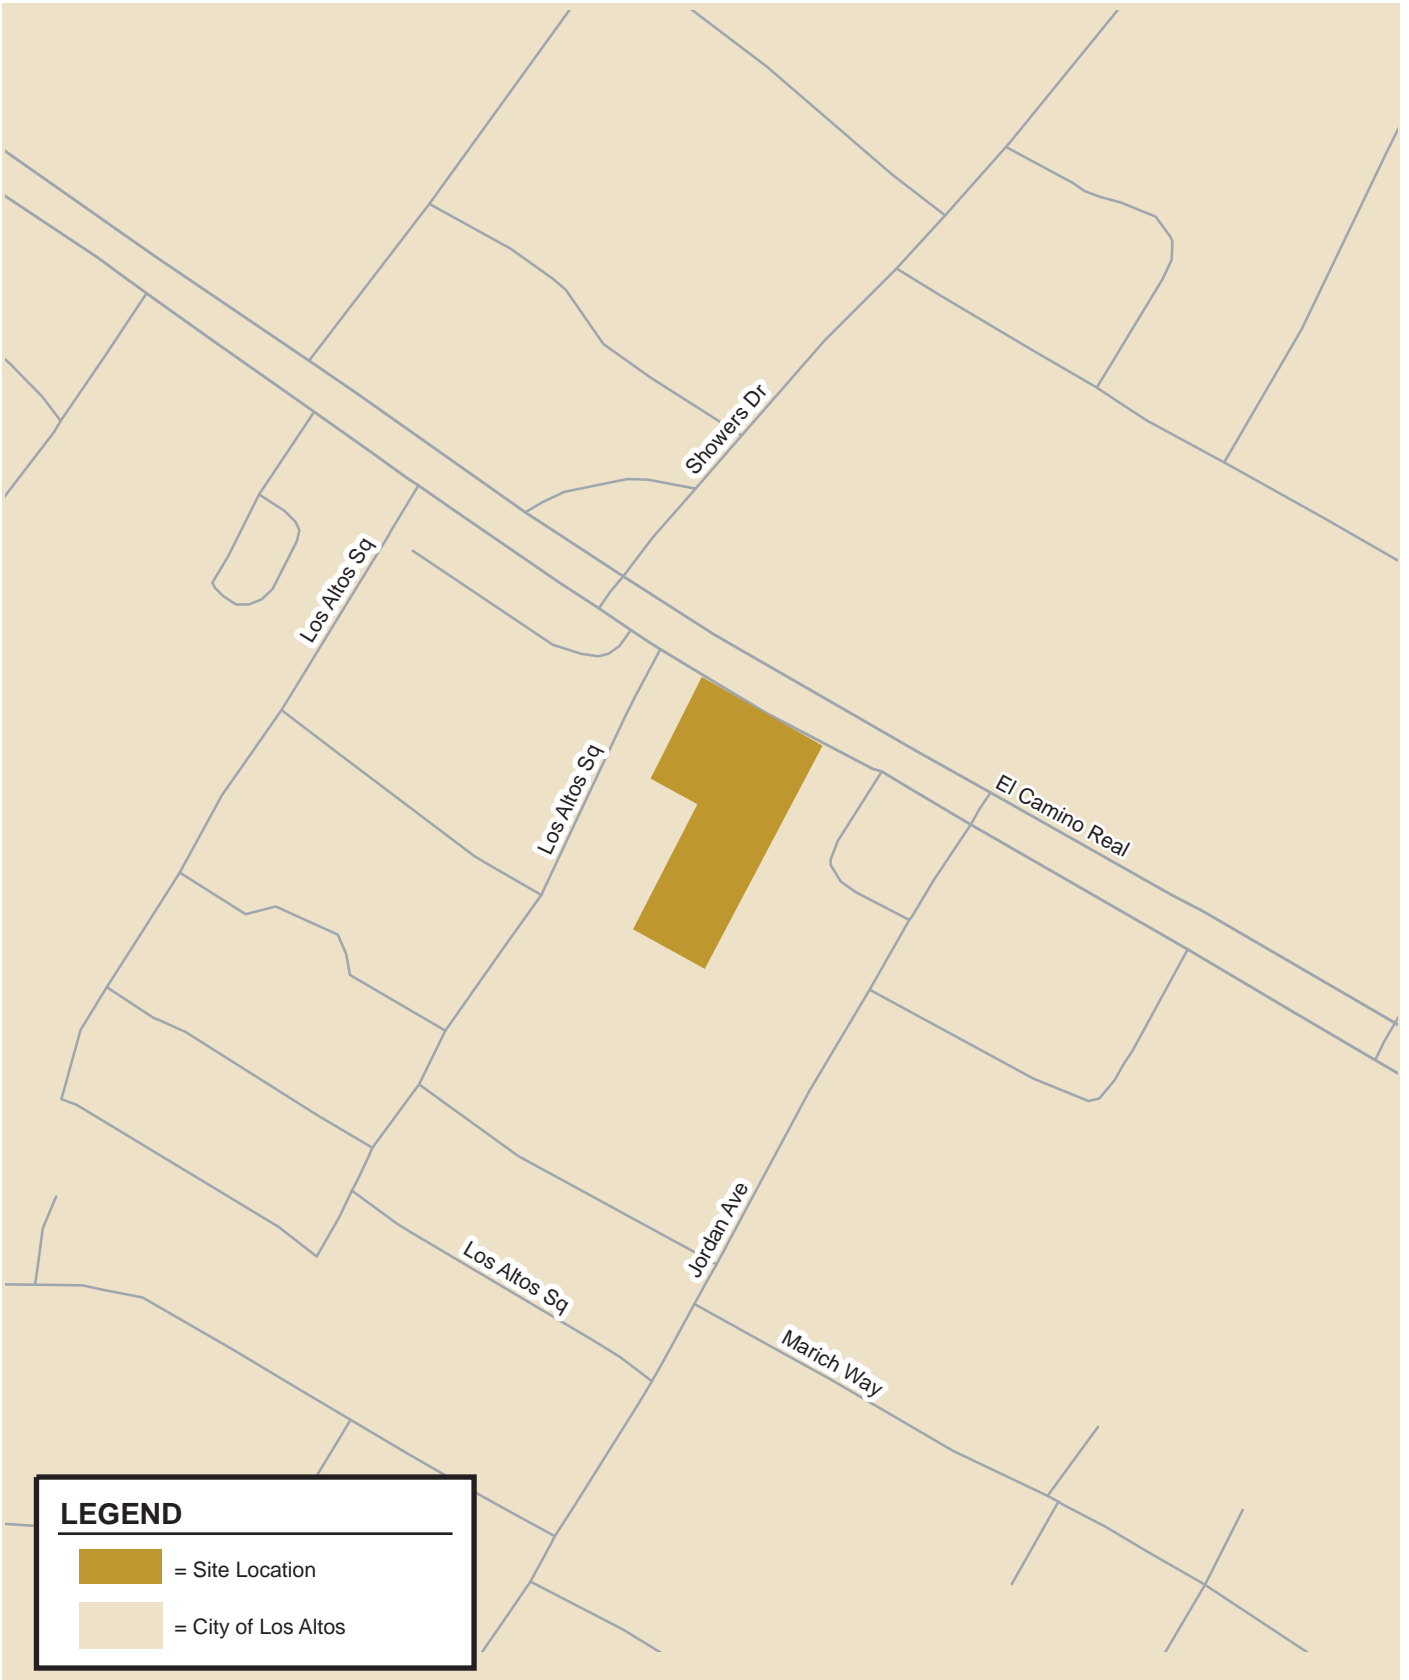 Showers Dr
Los Altos Sq
Los Altos Sq
El Camino Real
Jordan Ave
Los Altos Sq
Marich Way
LEGEND
= Site Location
= City of Los Altos